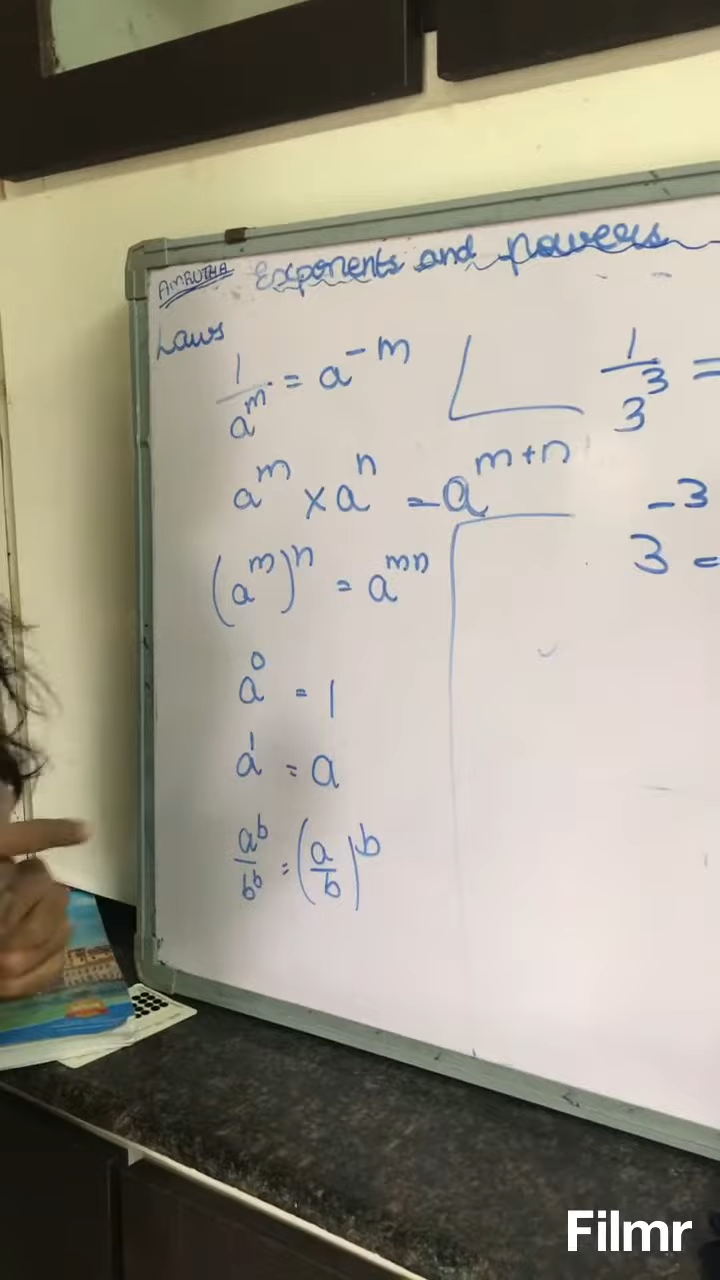 AMRUTHA Exponents and powers
Laws
1/a^m = a^-m
1/3^3 =
a^m × a^n = a^m+n
3^-3 =
(a^m)^n = a^mn
a^0 = 1
a^1 = a
a^b/b^b = (a/b)^b
Filmr